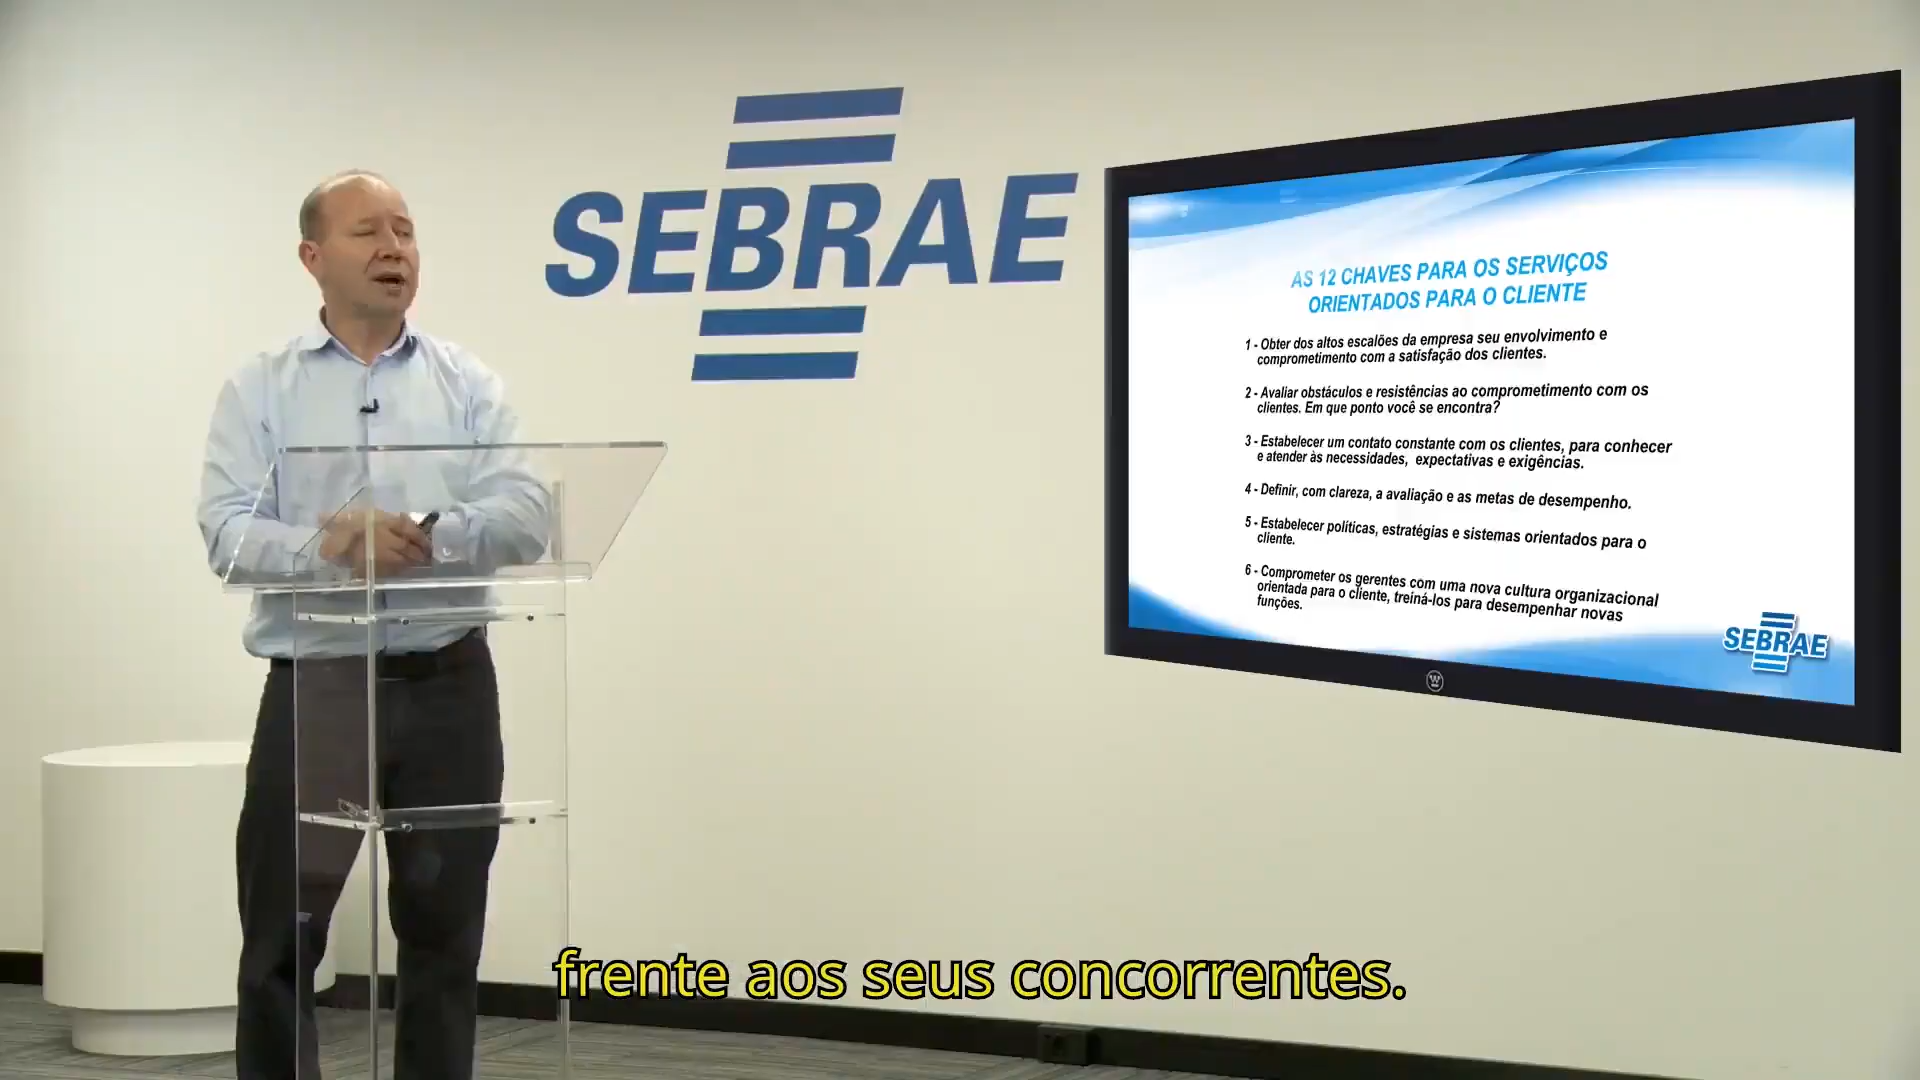 SEBRAE
AS 12 CHAVES PARA OS SERVIÇOS
ORIENTADOS PARA O CLIENTE
1 - Obter dos altos escalões da empresa seu envolvimento e
comprometimento com a satisfação dos clientes.
2 - Avaliar obstáculos e resistências ao comprometimento com os
clientes. Em que ponto você se encontra?
3 - Estabelecer um contato constante com os clientes, para conhecer
e atender às necessidades, expectativas e exigências.
4 - Definir, com clareza, a avaliação e as metas de desempenho.
5 - Estabelecer políticas, estratégias e sistemas orientados para o
cliente.
6 - Comprometer os gerentes com uma nova cultura organizacional
orientada para o cliente, treiná-los para desempenhar novas
funções.
SEBRAE
W
frente aos seus concorrentes.